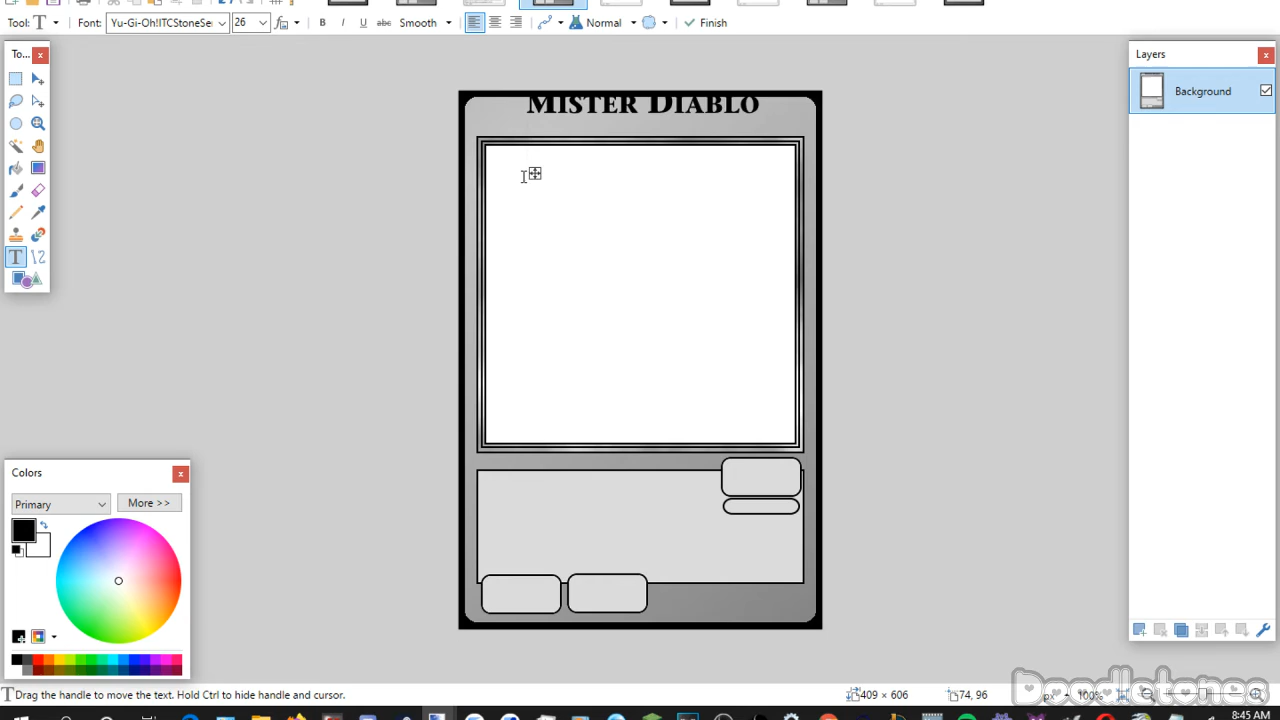 Tool:
Font:
Yu-Gi-Oh!ITCStoneSe
26
B
I
U
abc
Smooth
Normal
Finish
To...
Layers
Background
MISTER DIABLO
Colors
Primary
More >>
Drag the handle to move the text. Hold Ctrl to hide handle and cursor.
409 × 606
74, 96
px
100%
Doodletones
8:45 AM